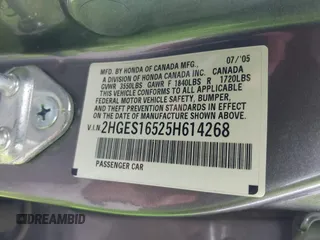 MFD. BY HONDA OF CANADA MFG., 07/'05
A DIVISION OF HONDA CANADA INC. CANADA
GVWR 3550LBS GAWR F 1840LBS R 1720LBS
THIS VEHICLE CONFORMS TO ALL APPLICABLE
FEDERAL MOTOR VEHICLE SAFETY, BUMPER,
AND THEFT PREVENTION STANDARDS IN EFFECT
ON THE DATE OF MANUFACTURE SHOWN ABOVE.
V.I.N. 2HGES16525H614268
PASSENGER CAR
DREAMBID